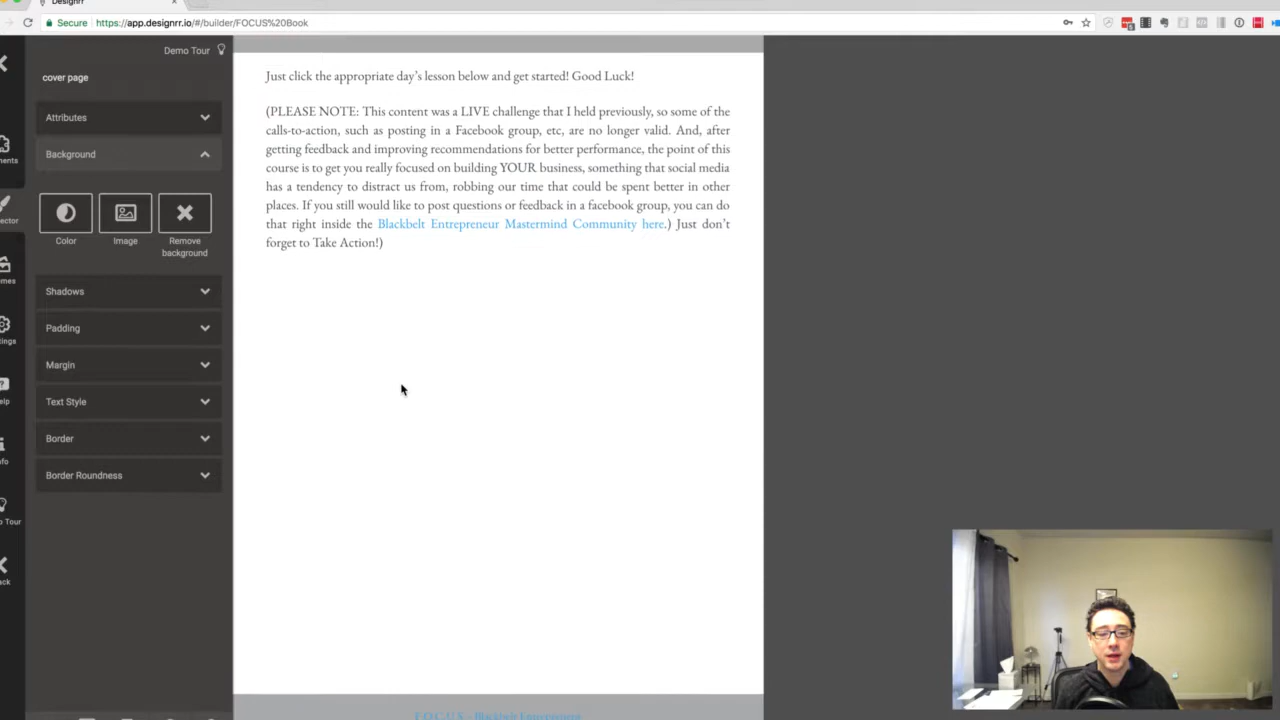 Designrr
Secure https://app.designrr.io/#/builder/FOCUS%20Book
Demo Tour
cover page
Attributes
Background
Color
Image
Remove
background
Shadows
Padding
Margin
Text Style
Border
Border Roundness
Just click the appropriate day's lesson below and get started! Good Luck!
(PLEASE NOTE: This content was a LIVE challenge that I held previously, so some of the
calls-to-action, such as posting in a Facebook group, etc, are no longer valid. And, after
getting feedback and improving recommendations for better performance, the point of this
course is to get you really focused on building YOUR business, something that social media
has a tendency to distract us from, robbing our time that could be spent better in other
places. If you still would like to post questions or feedback in a facebook group, you can do
that right inside the Blackbelt Entrepreneur Mastermind Community here.) Just don't
forget to Take Action!)
F.O.C.U.S. - Blackbelt Entrepreneur